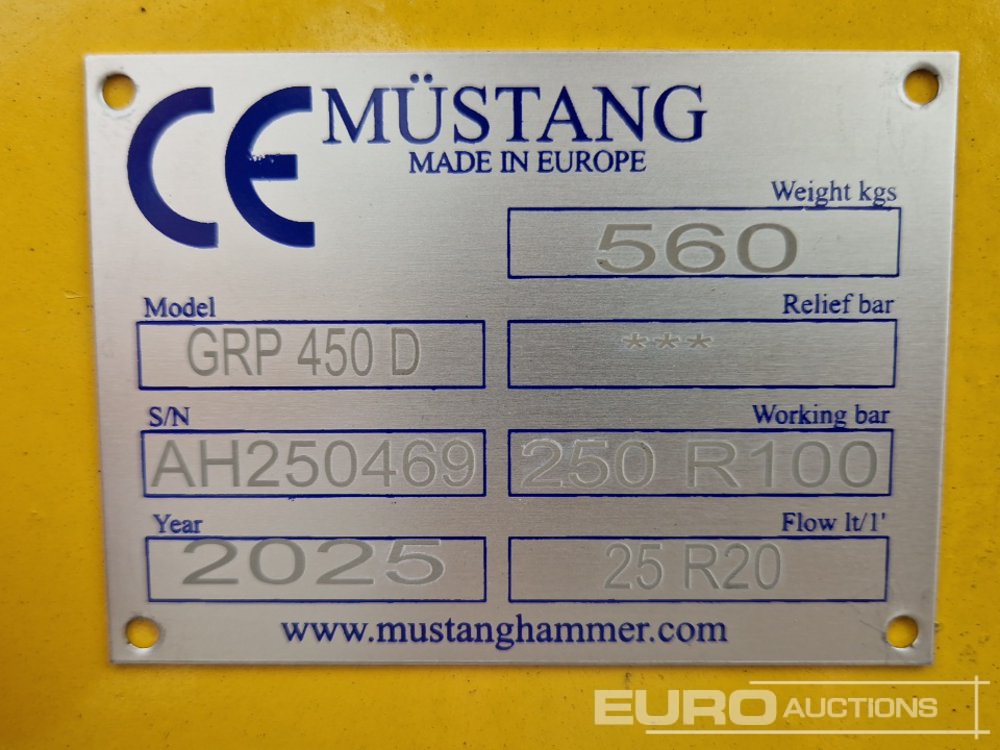 CE MÜSTANG
MADE IN EUROPE
Weight kgs
560
Model
GRP 450 D
Relief bar
***
S/N
AH250469
Working bar
250 R100
Year
2025
Flow lt/1'
25 R20
www.mustanghammer.com
EURO AUCTIONS